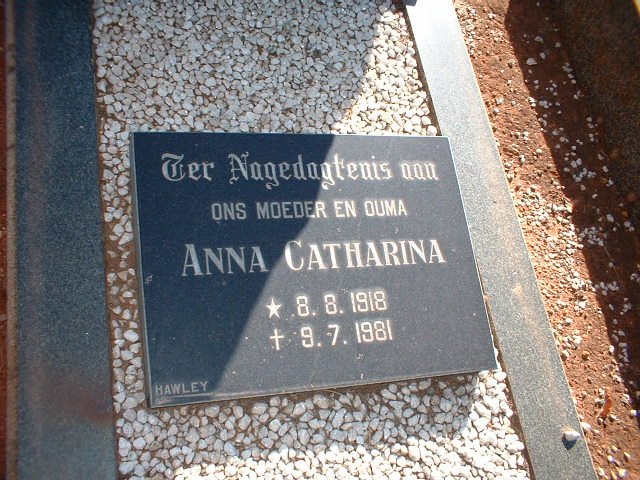 Ter Nagedagtenis aan
ONS MOEDER EN OUMA
ANNA CATHARINA
★ 8. 8. 1918
✝ 9. 7. 1981
HAWLEY